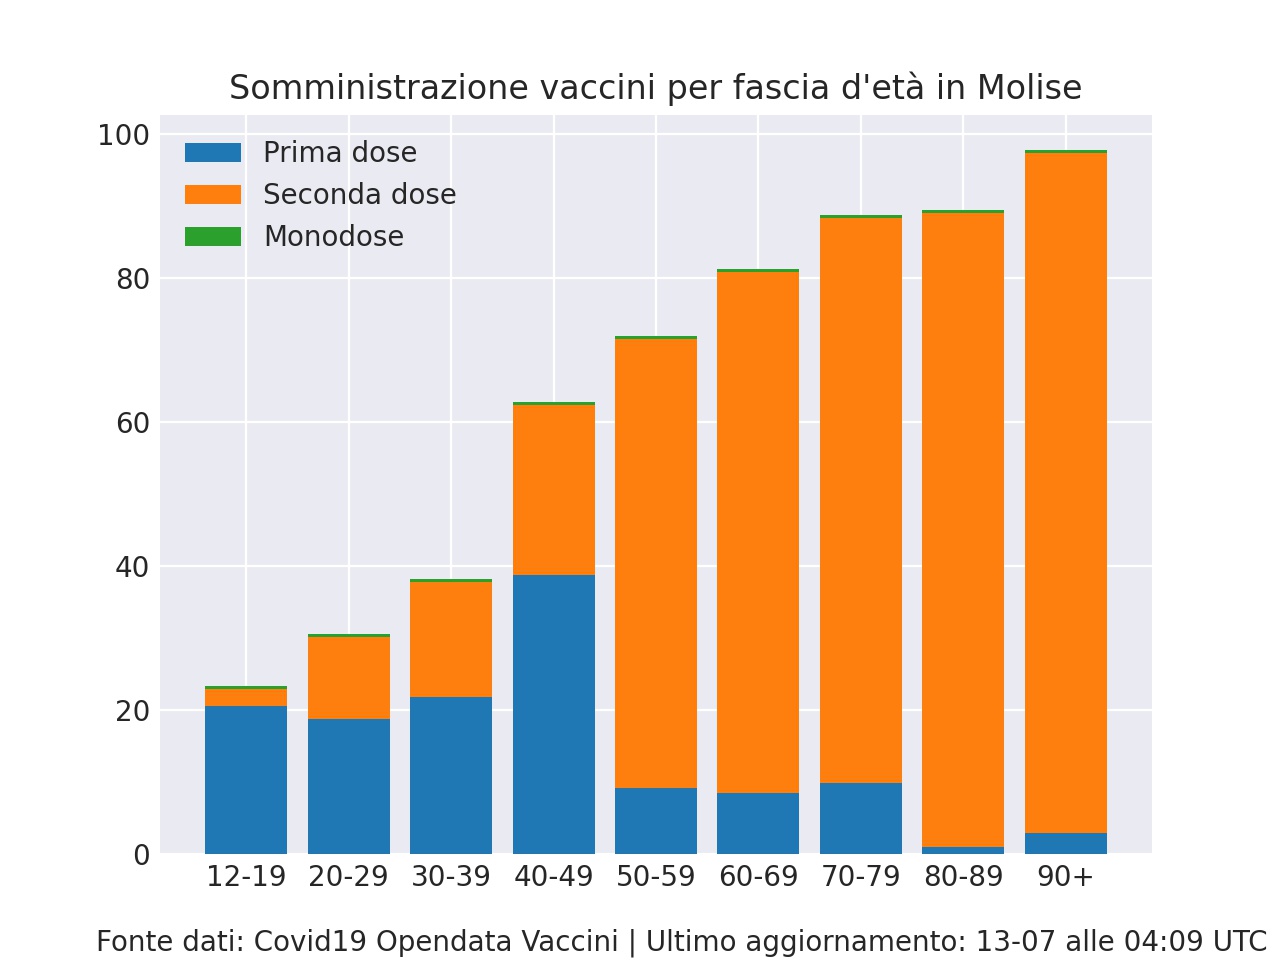 Somministrazione vaccini per fascia d'età in Molise
Prima dose
Seconda dose
Monodose
100
80
60
40
20
0
12-19 20-29 30-39 40-49 50-59 60-69 70-79 80-89 90+
Fonte dati: Covid19 Opendata Vaccini | Ultimo aggiornamento: 13-07 alle 04:09 UTC